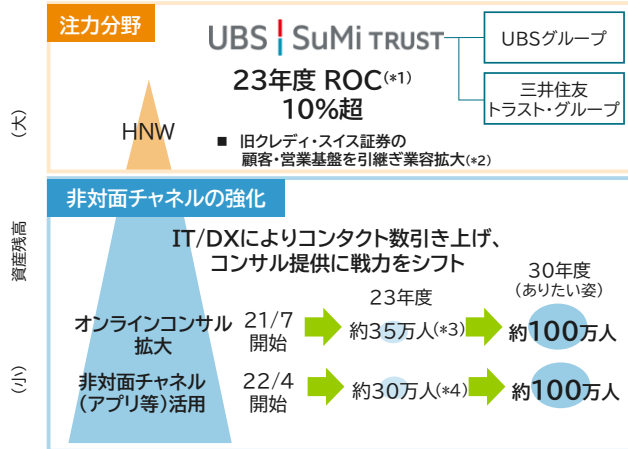 注力分野
UBS SuMi TRUST
UBSグループ
三井住友
トラスト・グループ
23年度 ROC(*1)
10%超
HNW
■ 旧クレディ・スイス証券の
顧客・営業基盤を引継ぎ業容拡大(*2)
(大)
資産残高
(小)
非対面チャネルの強化
IT/DXによりコンタクト数引き上げ、
コンサル提供に戦力をシフト
23年度
30年度
(ありたい姿)
オンラインコンサル
拡大
21/7
開始
約35万人(*3)
約100万人
非対面チャネル
(アプリ等)活用
22/4
開始
約30万人(*4)
約100万人